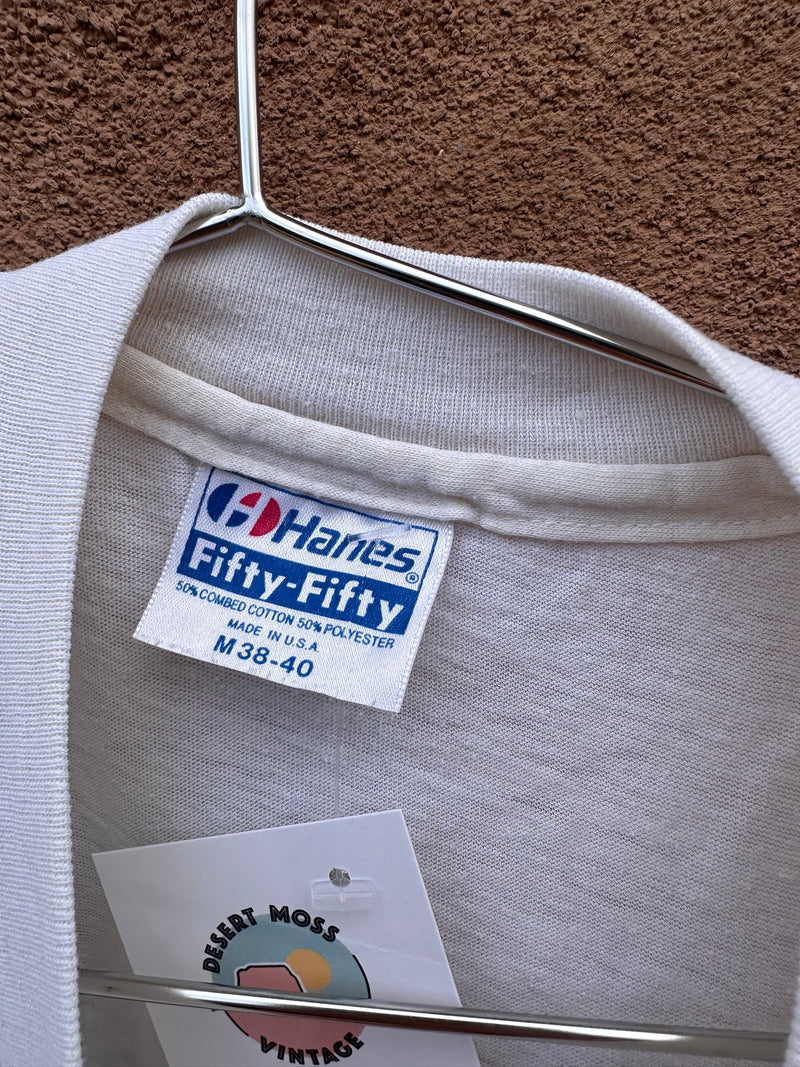 Hanes®
Fifty-Fifty
50% COMBED COTTON 50% POLYESTER
MADE IN U.S.A
M 38-40
DESERT MOSS
VINTAGE